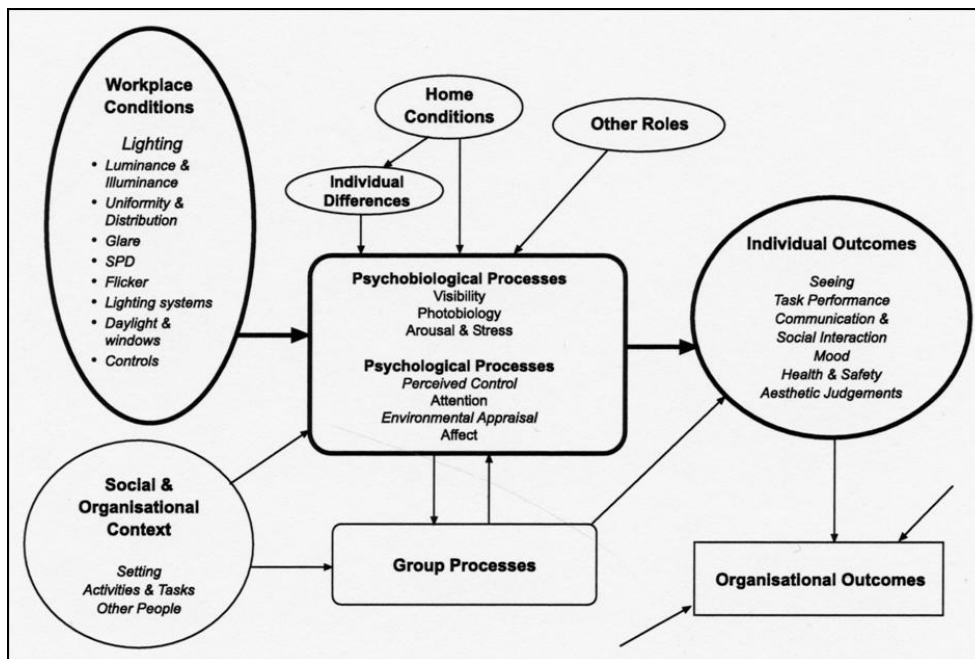 Workplace
Conditions
Lighting
• Luminance &
Illuminance
• Uniformity &
Distribution
• Glare
• SPD
• Flicker
• Lighting systems
• Daylight &
windows
• Controls
Home
Conditions
Other Roles
Individual
Differences
Psychobiological Processes
Visibility
Photobiology
Arousal & Stress
Psychological Processes
Perceived Control
Attention
Environmental Appraisal
Affect
Individual Outcomes
Seeing
Task Performance
Communication &
Social Interaction
Mood
Health & Safety
Aesthetic Judgements
Social &
Organisational
Context
Setting
Activities & Tasks
Other People
Group Processes
Organisational Outcomes